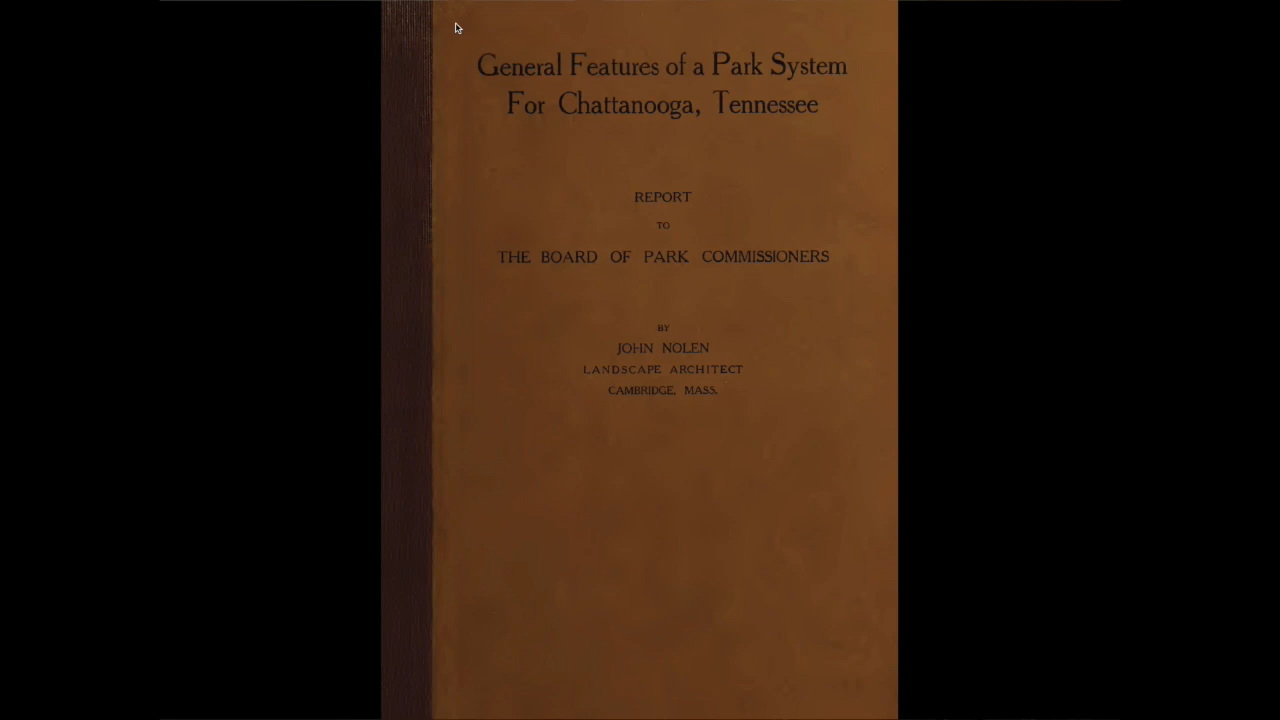 General Features of a Park System
For Chattanooga, Tennessee
REPORT
TO
THE BOARD OF PARK COMMISSIONERS
BY
JOHN NOLEN
LANDSCAPE ARCHITECT
CAMBRIDGE, MASS.